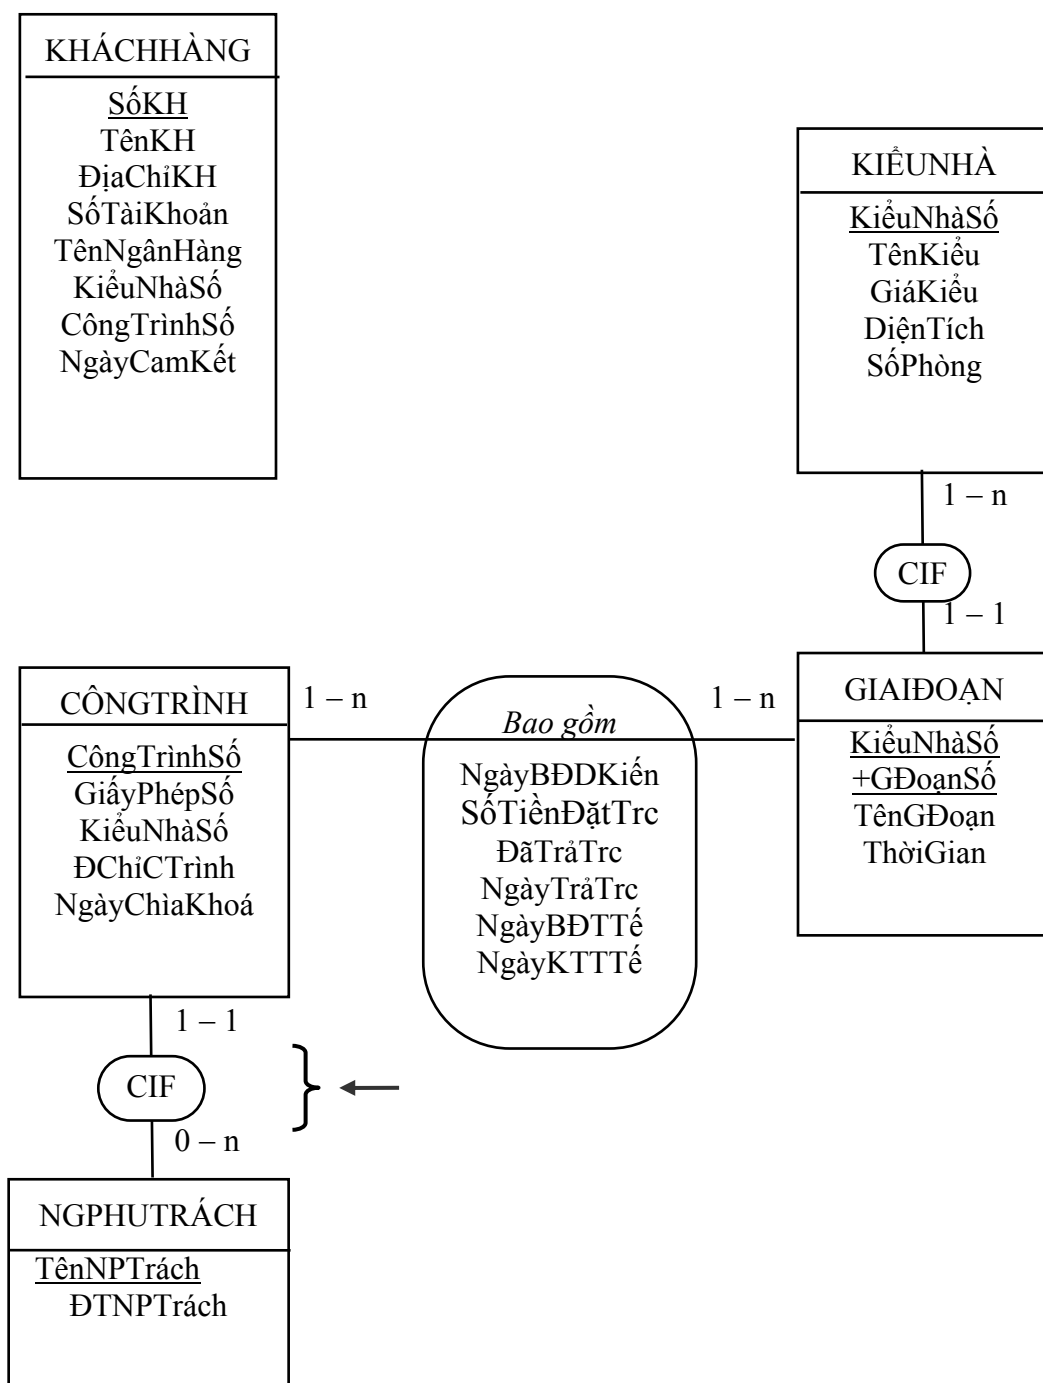 KHÁCHHÀNG
SốKH
TênKH
ĐịaChỉKH
SốTàiKhoản
TênNgânHàng
KiểuNhàSố
CôngTrìnhSố
NgàyCamKết
KIỂUNHÀ
KiểuNhàSố
TênKiểu
GiáKiểu
DiệnTích
SốPhòng
1 – n
CIF
1 – 1
CÔNGTRÌNH
CôngTrìnhSố
GiấyPhépSố
KiểuNhàSố
ĐChỉCTrình
NgàyChìaKhoá
1 – n
Bao gồm
NgàyBĐDKiến
SốTiềnĐặtTrc
ĐãTrảTrc
NgàyTrảTrc
NgàyBĐTTế
NgàyKTTTế
1 – n
GIAIĐOẠN
KiểuNhàSố
+GĐoạnSố
TênGĐoạn
ThờiGian
1 – 1
CIF
0 – n
NGPHUTRÁCH
TênNPTrách
ĐTNPTrách